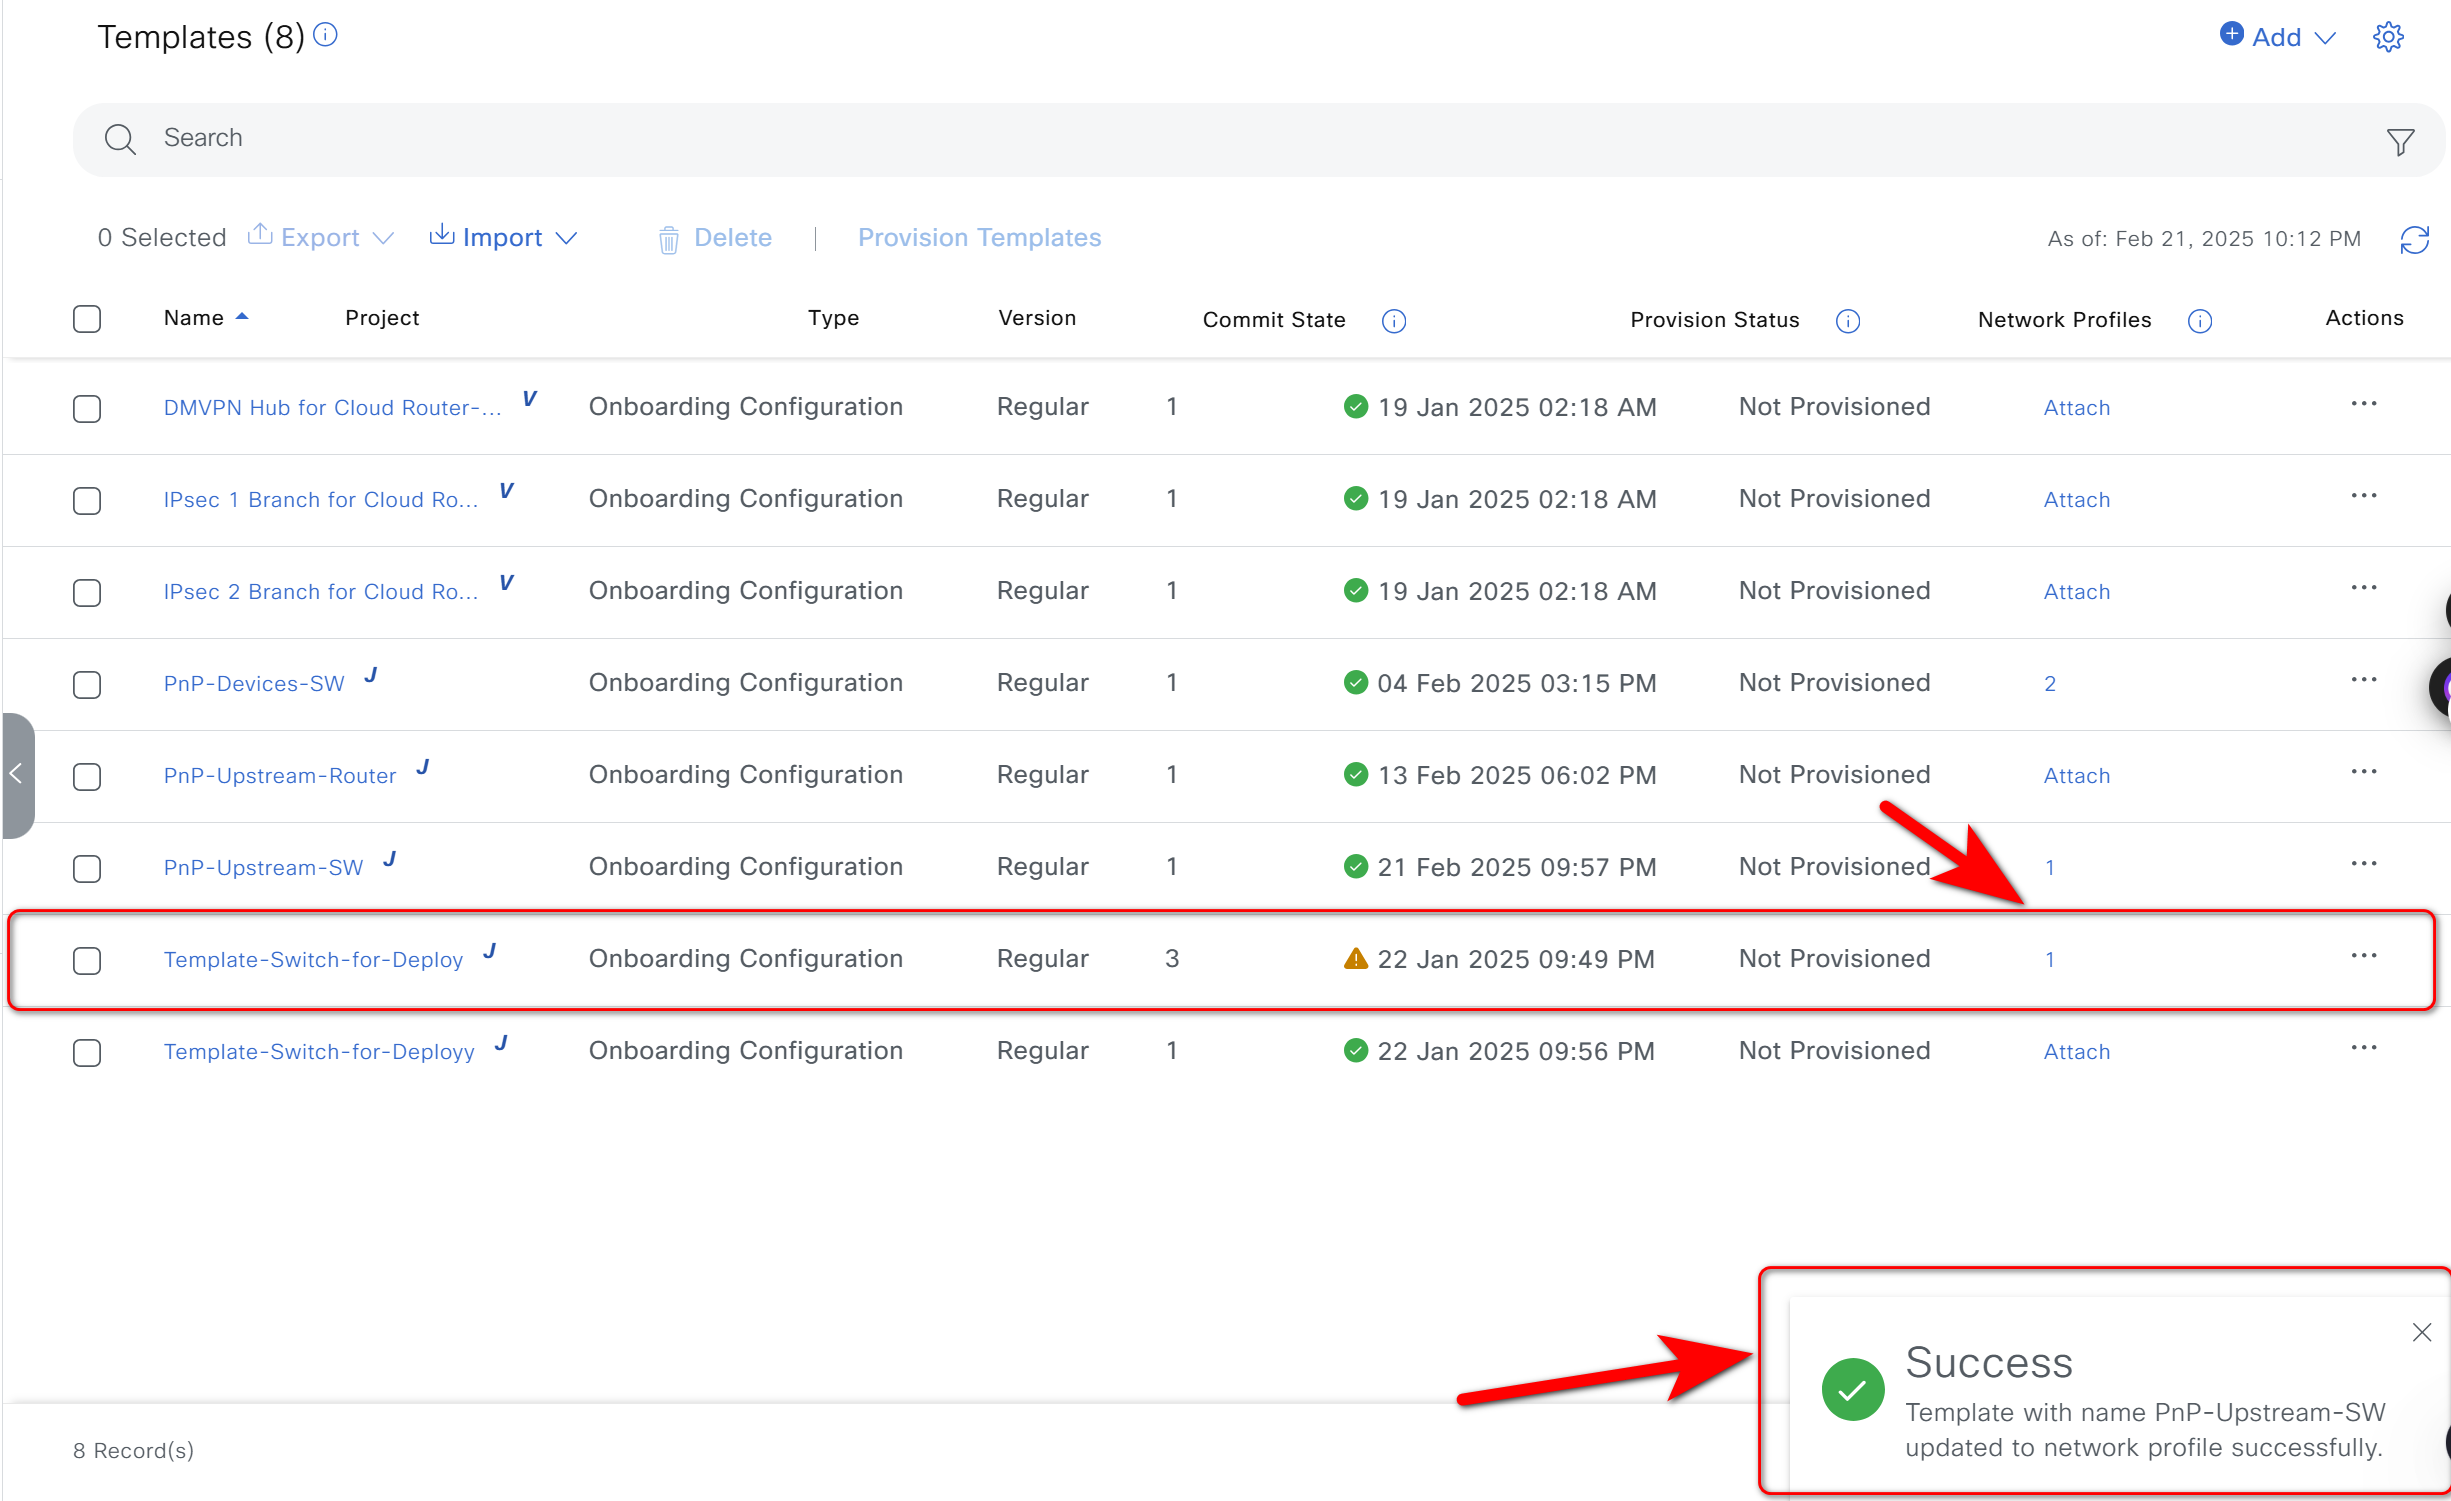 Templates (8)
Add
Search
0 Selected Export Import Delete | Provision Templates As of: Feb 21, 2025 10:12 PM
Name Project Type Version Commit State Provision Status Network Profiles Actions
DMVPN Hub for Cloud Router-... V Onboarding Configuration Regular 1 19 Jan 2025 02:18 AM Not Provisioned Attach ...
IPsec 1 Branch for Cloud Ro... V Onboarding Configuration Regular 1 19 Jan 2025 02:18 AM Not Provisioned Attach ...
IPsec 2 Branch for Cloud Ro... V Onboarding Configuration Regular 1 19 Jan 2025 02:18 AM Not Provisioned Attach ...
PnP-Devices-SW J Onboarding Configuration Regular 1 04 Feb 2025 03:15 PM Not Provisioned 2 ...
PnP-Upstream-Router J Onboarding Configuration Regular 1 13 Feb 2025 06:02 PM Not Provisioned Attach ...
PnP-Upstream-SW J Onboarding Configuration Regular 1 21 Feb 2025 09:57 PM Not Provisioned 1 ...
Template-Switch-for-Deploy J Onboarding Configuration Regular 3 22 Jan 2025 09:49 PM Not Provisioned 1 ...
Template-Switch-for-Deployy J Onboarding Configuration Regular 1 22 Jan 2025 09:56 PM Not Provisioned Attach ...
Success
Template with name PnP-Upstream-SW
updated to network profile successfully.
8 Record(s)